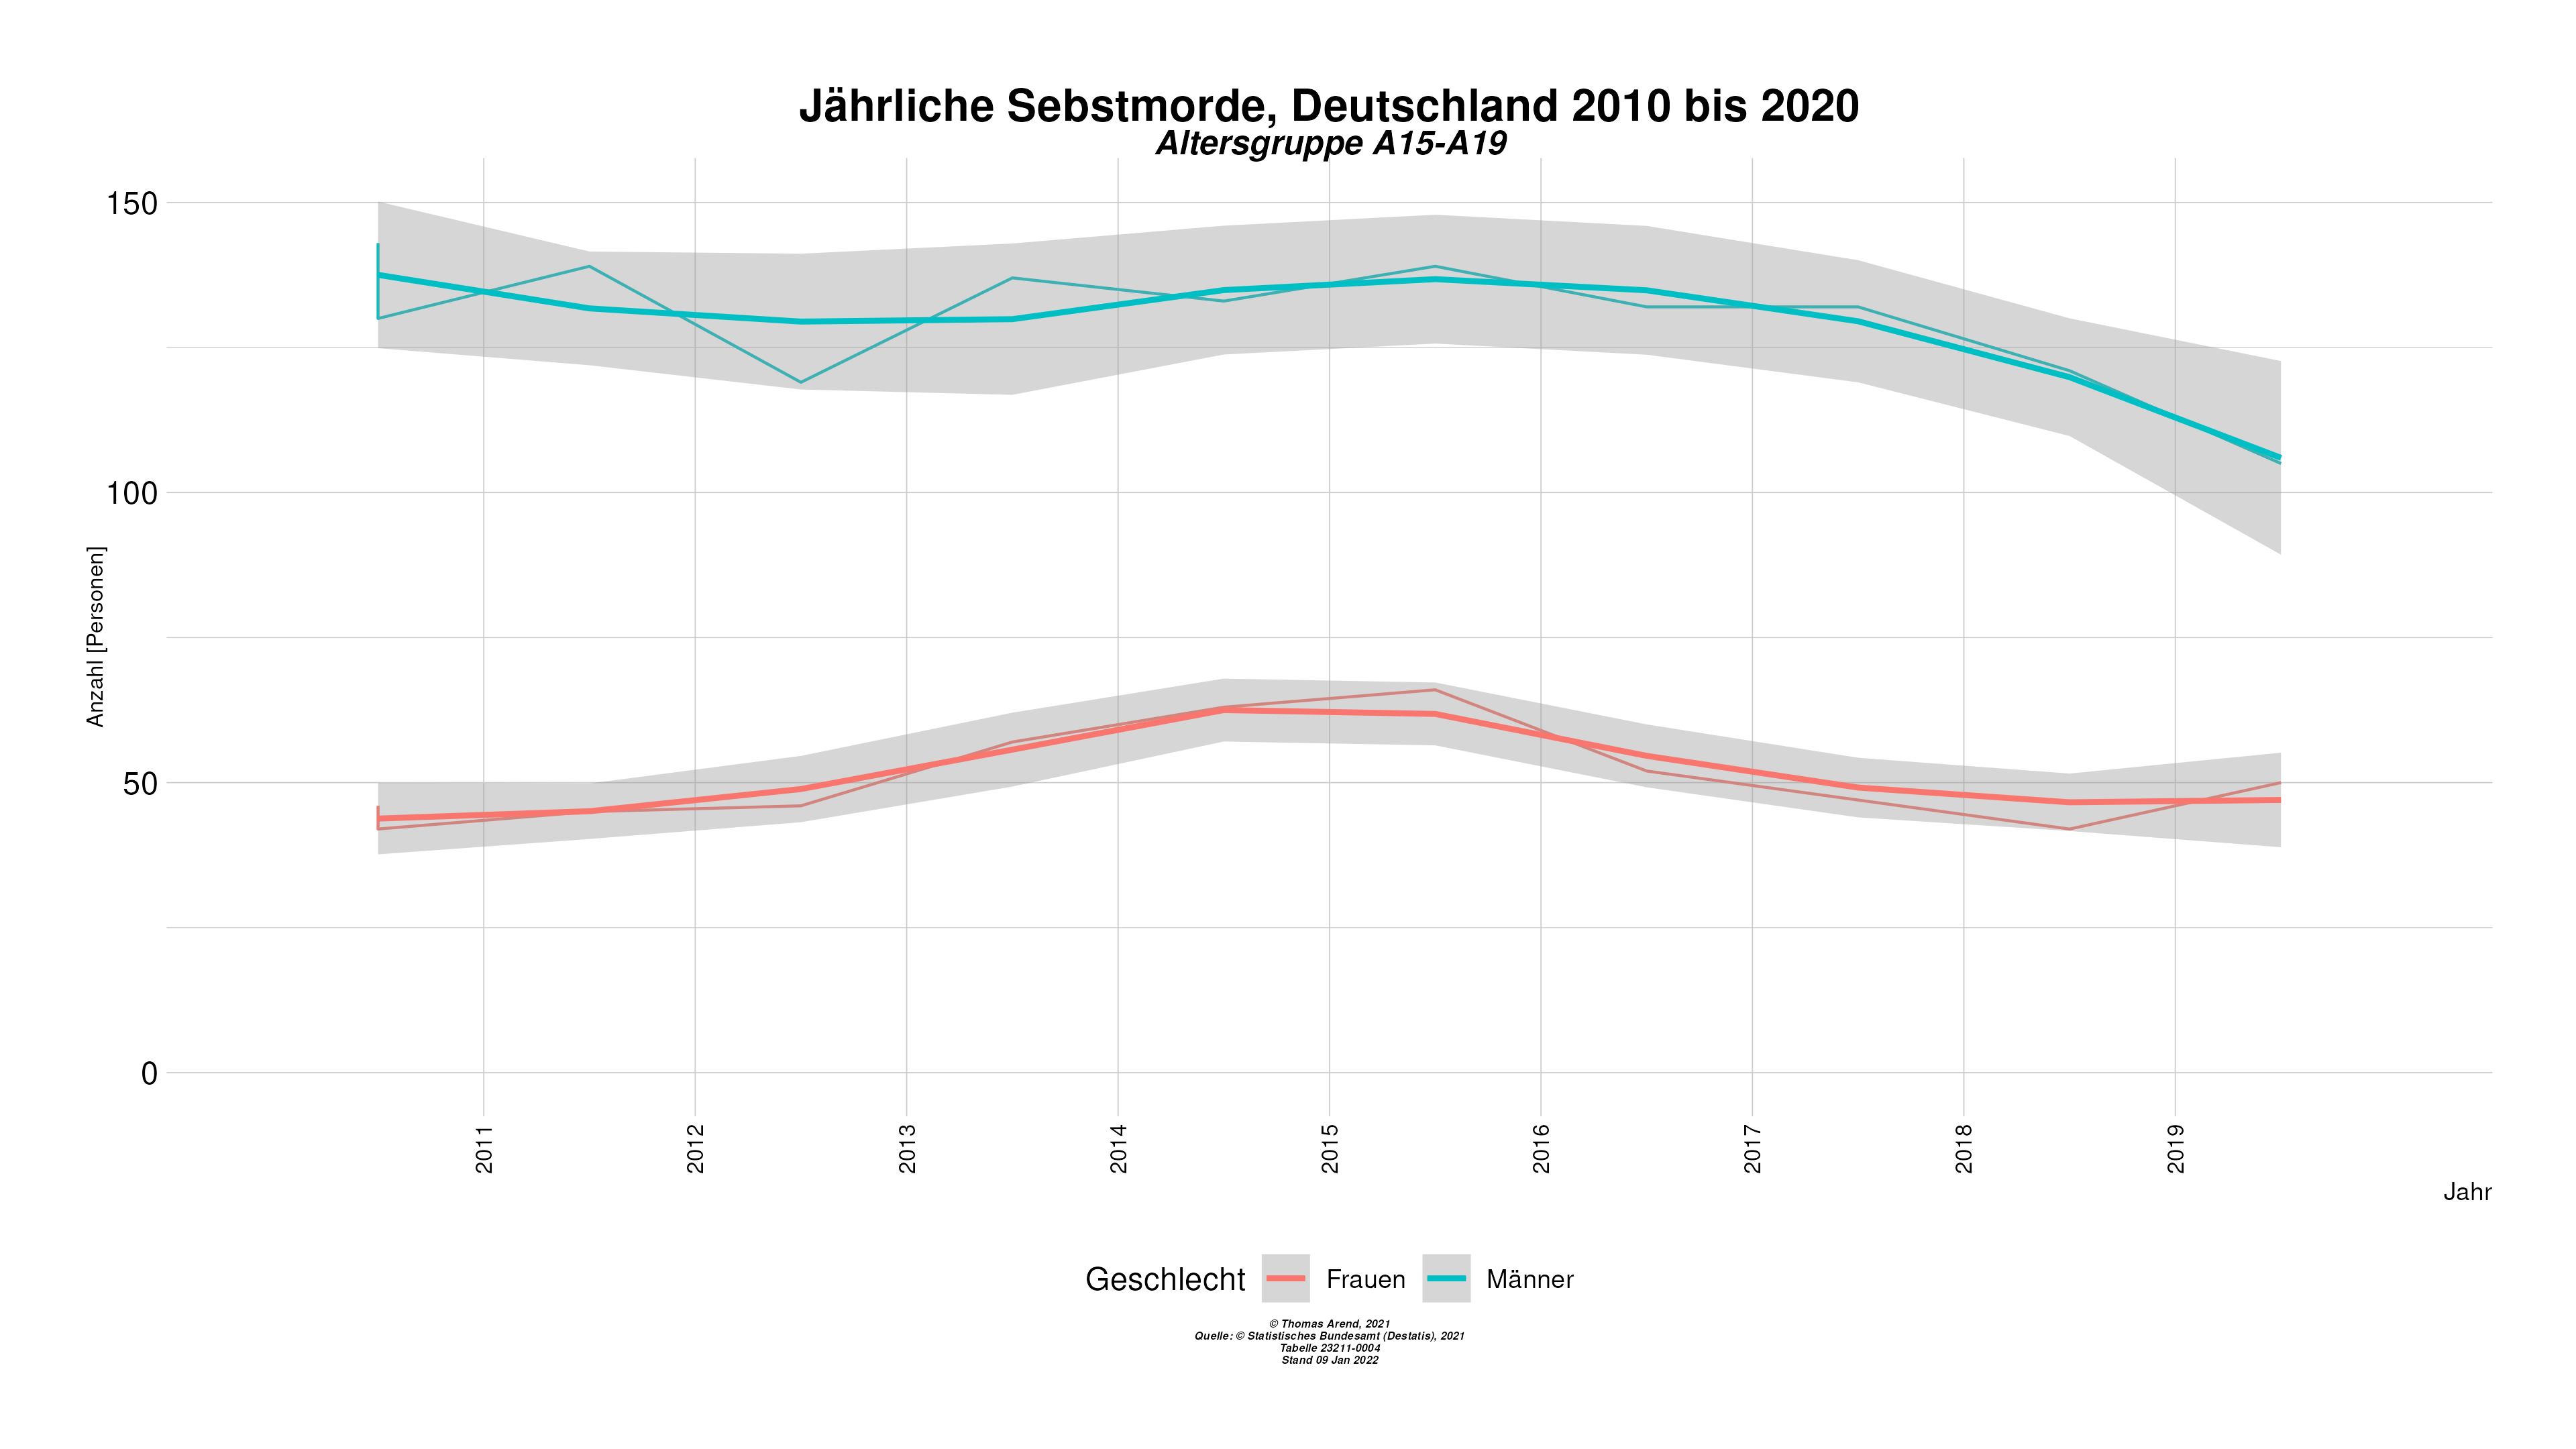 Jährliche Sebstmorde, Deutschland 2010 bis 2020
Altersgruppe A15-A19
150
100
50
0
Anzahl [Personen]
2011
2012
2013
2014
2015
2016
2017
2018
2019
Jahr
Geschlecht Frauen Männer
© Thomas Arend, 2021
Quelle: © Statistisches Bundesamt (Destatis), 2021
Tabelle 23211-0004
Stand 09 Jan 2022